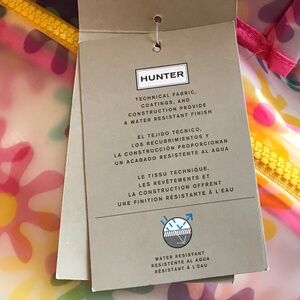 HUNTER
TECHNICAL FABRIC,
COATINGS, AND
CONSTRUCTION PROVIDE
A WATER RESISTANT FINISH
EL TEJIDO TÉCNICO,
LOS RECUBRIMIENTOS Y
LA CONSTRUCCIÓN PROPORCIONAN
UN ACABADO RESISTENTE AL AGUA
LE TISSU TECHNIQUE,
LES REVÊTEMENTS ET
LA CONSTRUCTION OFFRENT
UNE FINITION RÉSISTANTE À L'EAU
WATER RESISTANT
RESISTENTE AL AGUA
RÉSISTANT À L'EAU